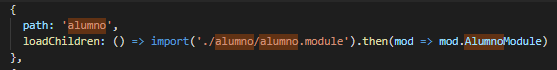 {
path: 'alumno',
loadChildren: () => import('./alumno/alumno.module').then(mod => mod.AlumnoModule)
},